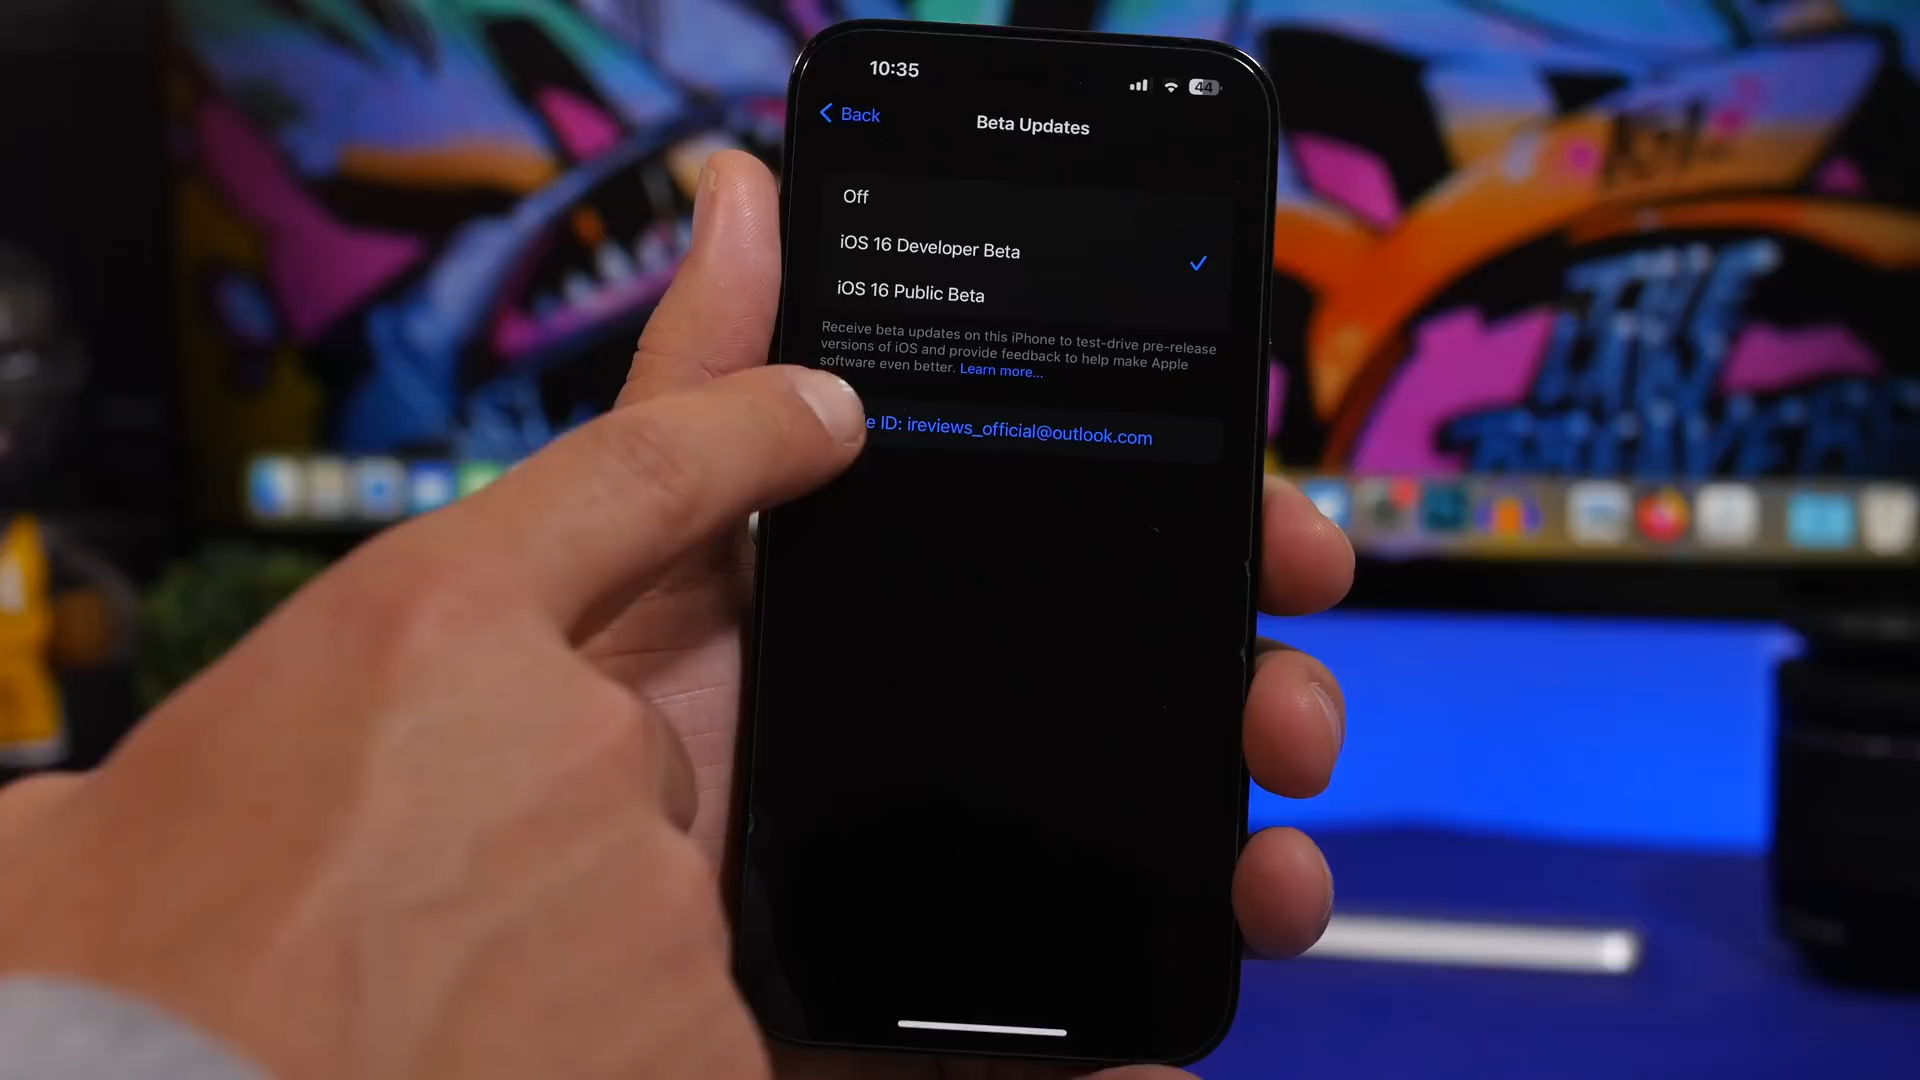 10:35
44
Back
Beta Updates
Off
iOS 16 Developer Beta
iOS 16 Public Beta
Receive beta updates on this iPhone to test-drive pre-release
versions of iOS and provide feedback to help make Apple
software even better. Learn more...
e ID: ireviews_official@outlook.com
THE